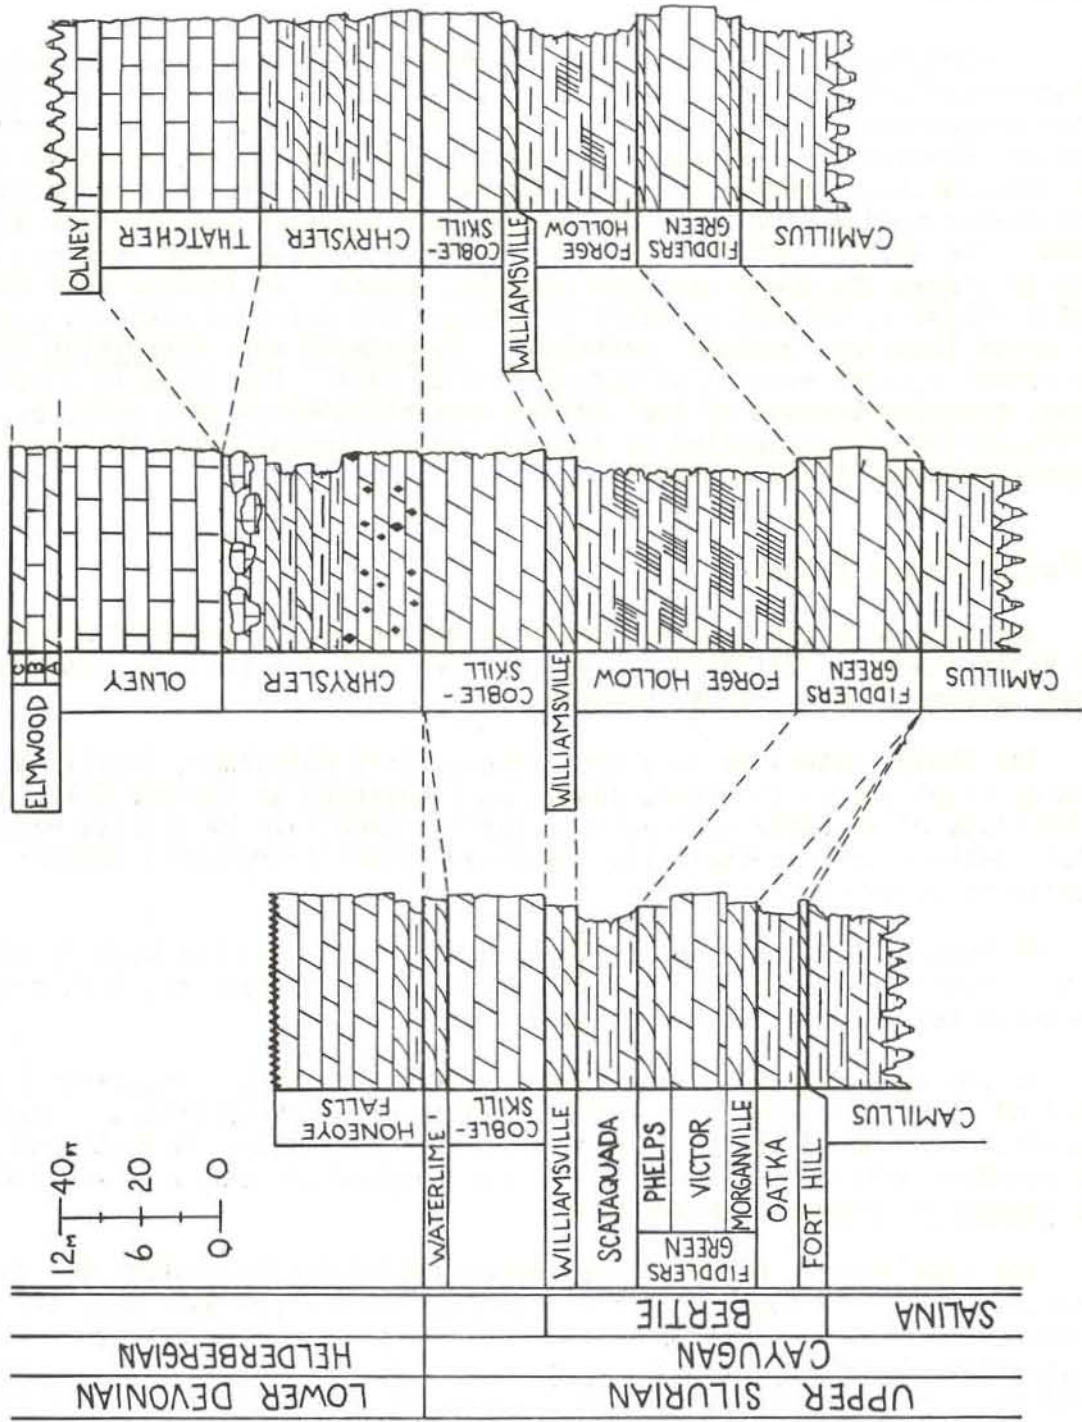 OLNEY
THATCHER
CHRYSLER
COBLE-
SKILL
WILLIAMSVILLE
FORGE
HOLLOW
FIDDLERS
GREEN
CAMILLUS
ELMWOOD
C
B
A
OLNEY
CHRYSLER
COBLE-
SKILL
WILLIAMSVILLE
FORGE HOLLOW
FIDDLERS
GREEN
CAMILLUS
HONEOYE
FALLS
'WATERLIME'
COBLE-
SKILL
WILLIAMSVILLE
SCAJAQUADA
PHELPS
VICTOR
MORGANVILLE
FIDDLERS
GREEN
OATKA
FORT HILL
CAMILLUS
12M
40FT
6
20
0
0
BERTIE
SALINA
HELDERBERGIAN
CAYUGAN
LOWER DEVONIAN
UPPER SILURIAN